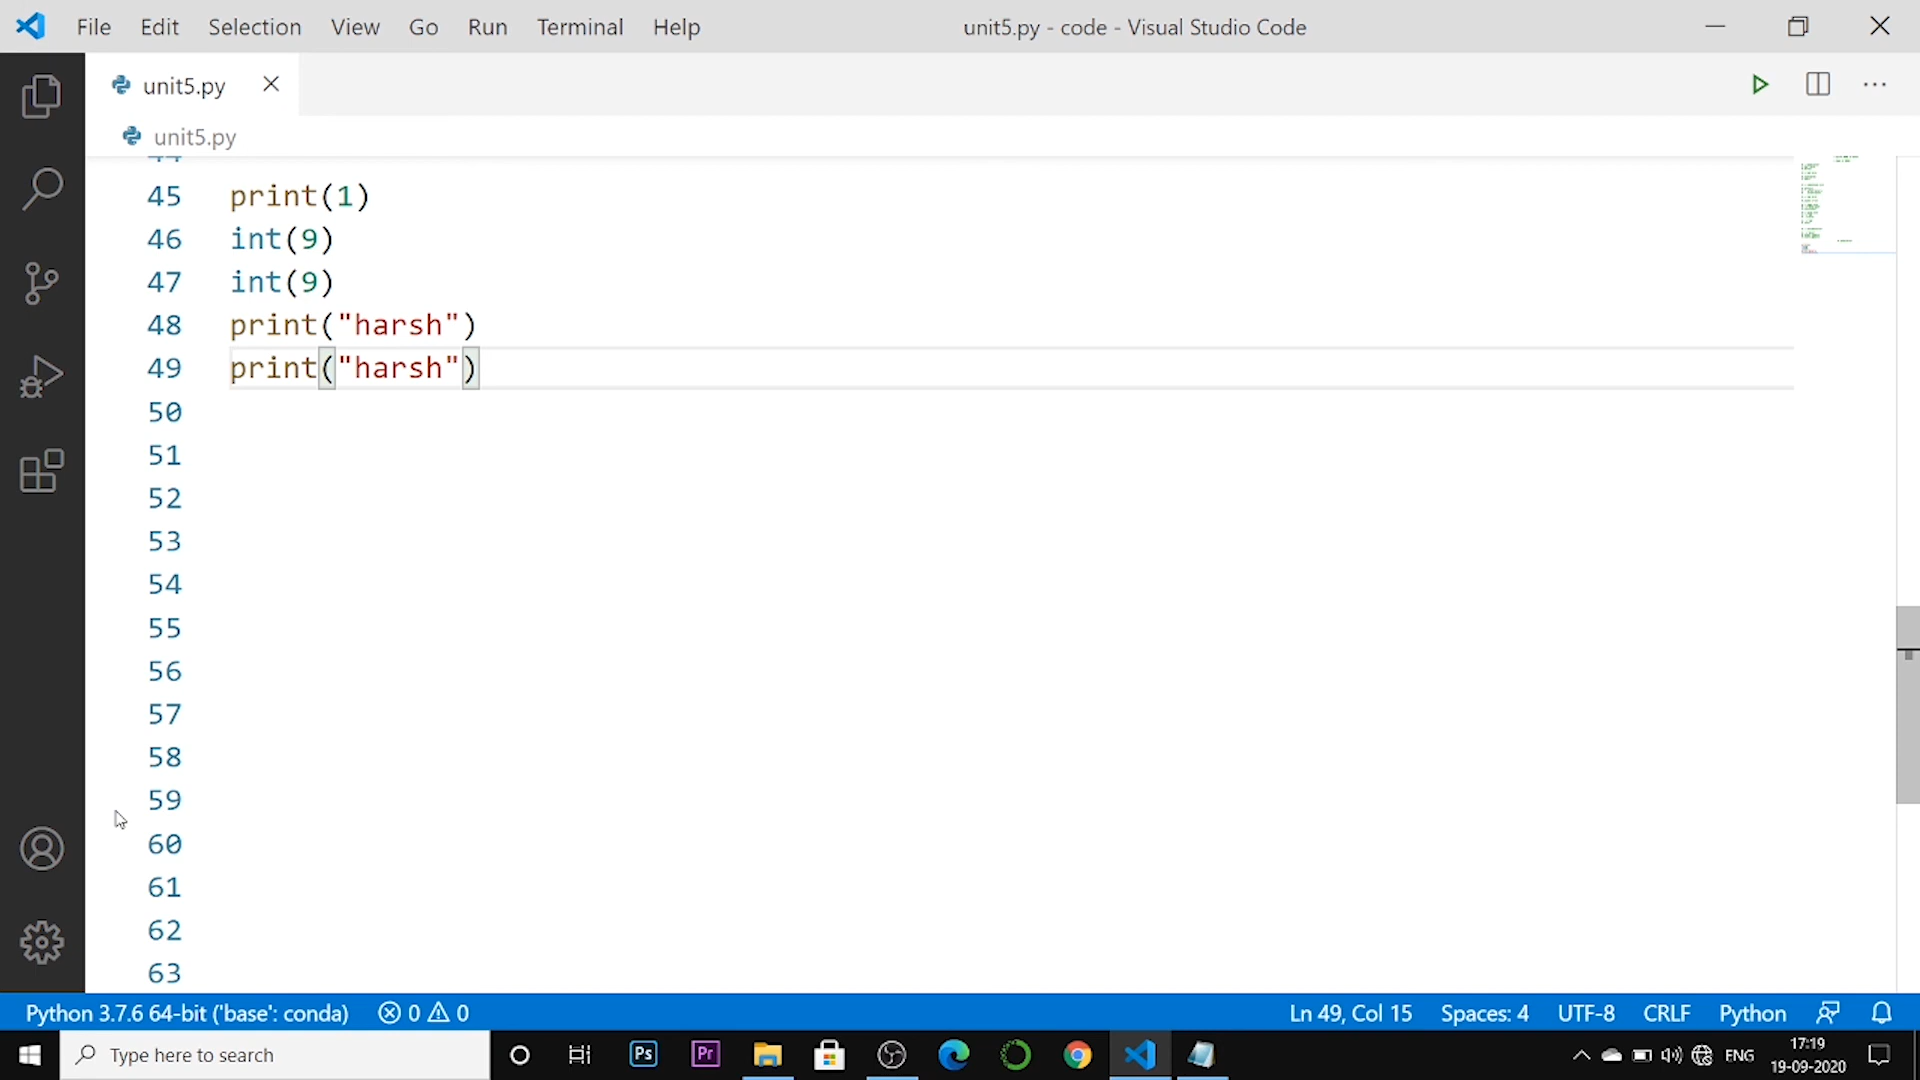 File Edit Selection View Go Run Terminal Help unit5.py - code - Visual Studio Code
unit5.py
unit5.py
44
45 print(1)
46 int(9)
47 int(9)
48 print("harsh")
49 print("harsh")
50
51
52
53
54
55
56
57
58
59
60
61
62
63
Python 3.7.6 64-bit ('base': conda) 0 0 Ln 49, Col 15 Spaces: 4 UTF-8 CRLF Python
Type here to search Ps Pr ENG 17:19
19-09-2020